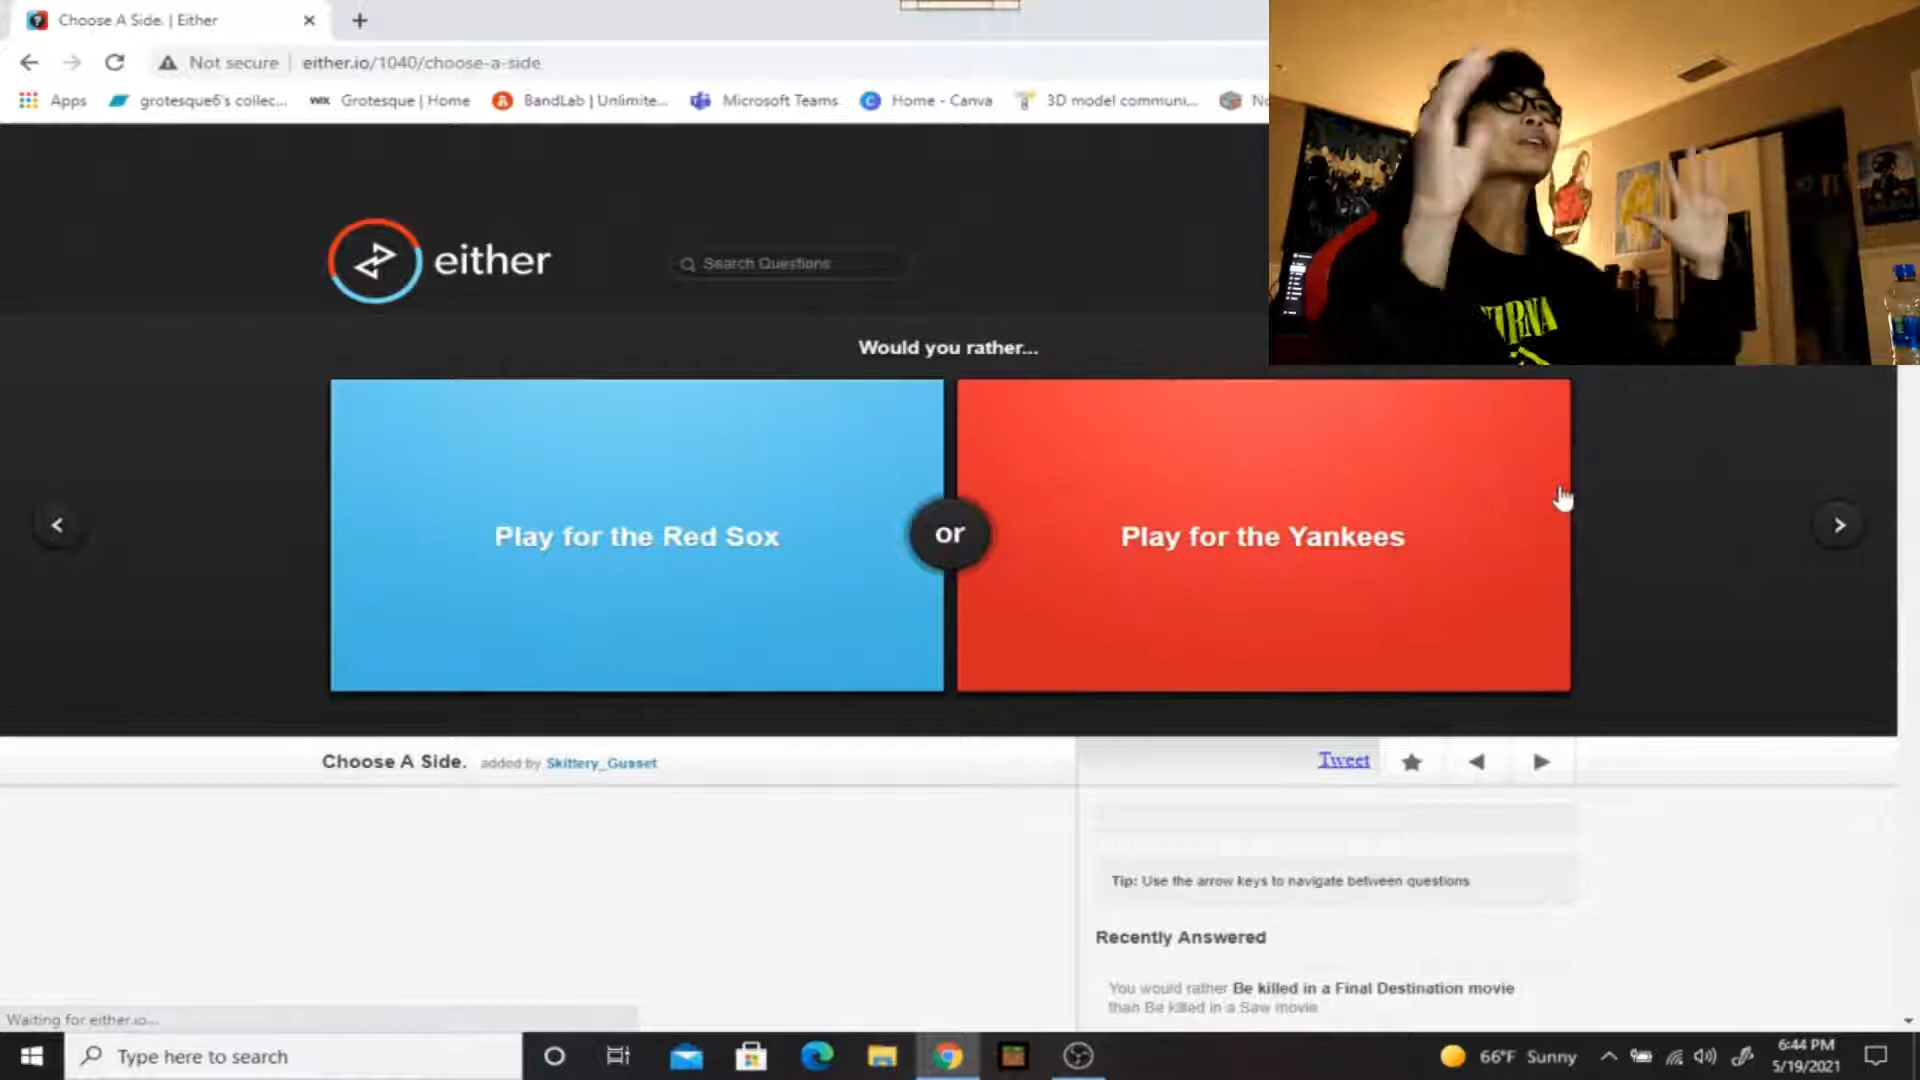 Choose A Side. | Either
Not secure
either.io/1040/choose-a-side
Apps
grotesque6's collec...
WIX Grotesque | Home
BandLab | Unlimite...
Microsoft Teams
Home - Canva
3D model communi...
No
either
Search Questions
Would you rather...
Play for the Red Sox
or
Play for the Yankees
Choose A Side. added by Skittery_Gusset
Tweet
Tip: Use the arrow keys to navigate between questions
Recently Answered
You would rather Be killed in a Final Destination movie
than Be killed in a Saw movie
Waiting for either.io...
Type here to search
66°F Sunny
6:44 PM
5/19/2021